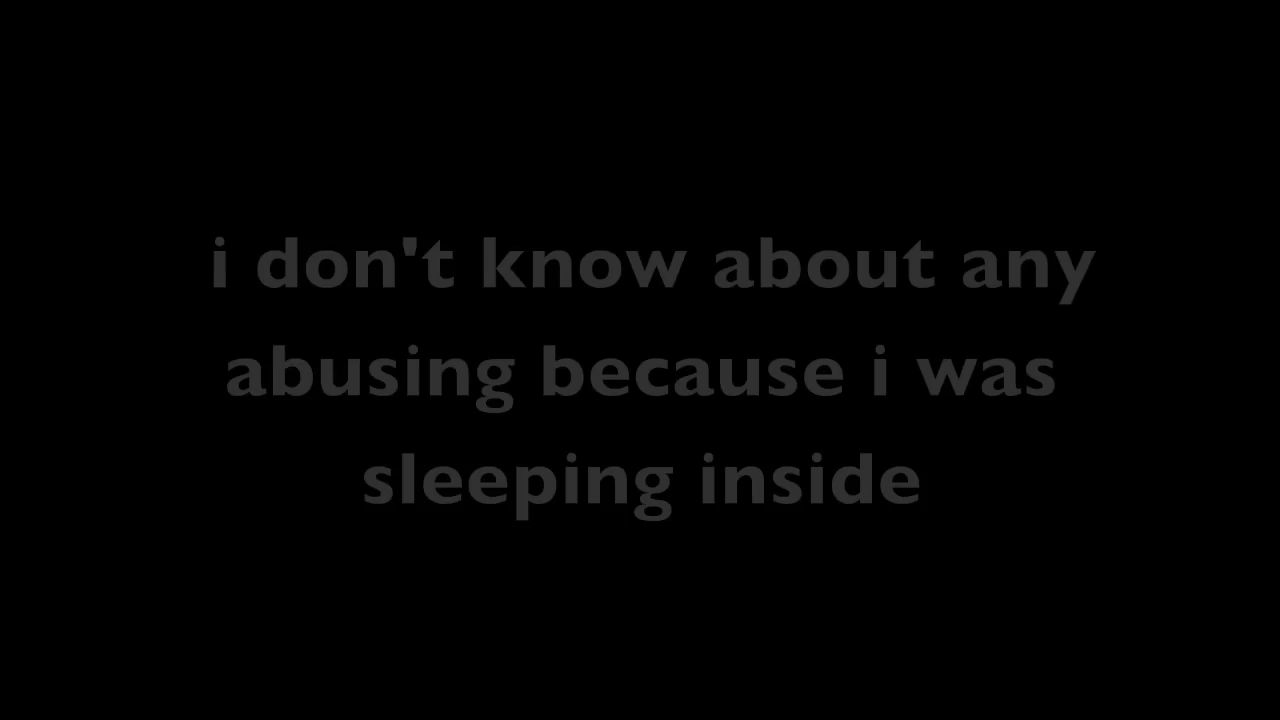 i don't know about any
abusing because i was
sleeping inside